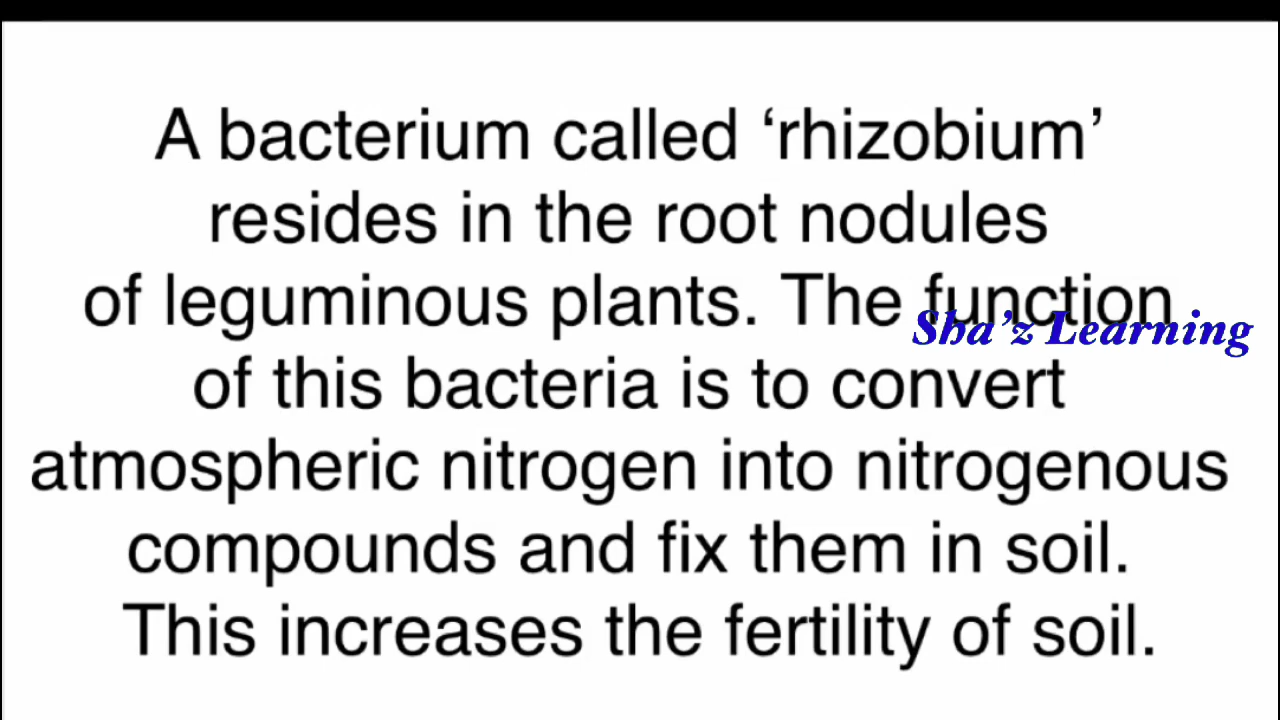 A bacterium called ‘rhizobium’
resides in the root nodules
of leguminous plants. The function
Sha’z Learning
of this bacteria is to convert
atmospheric nitrogen into nitrogenous
compounds and fix them in soil.
This increases the fertility of soil.